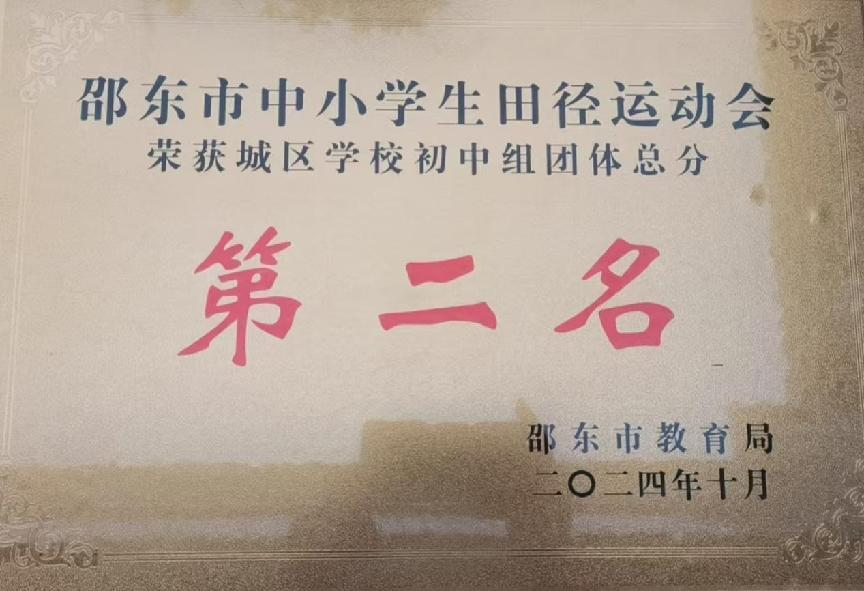 邵东市中小学生田径运动会
荣获城区学校初中组团体总分
第二名
邵东市教育局
二〇二四年十月